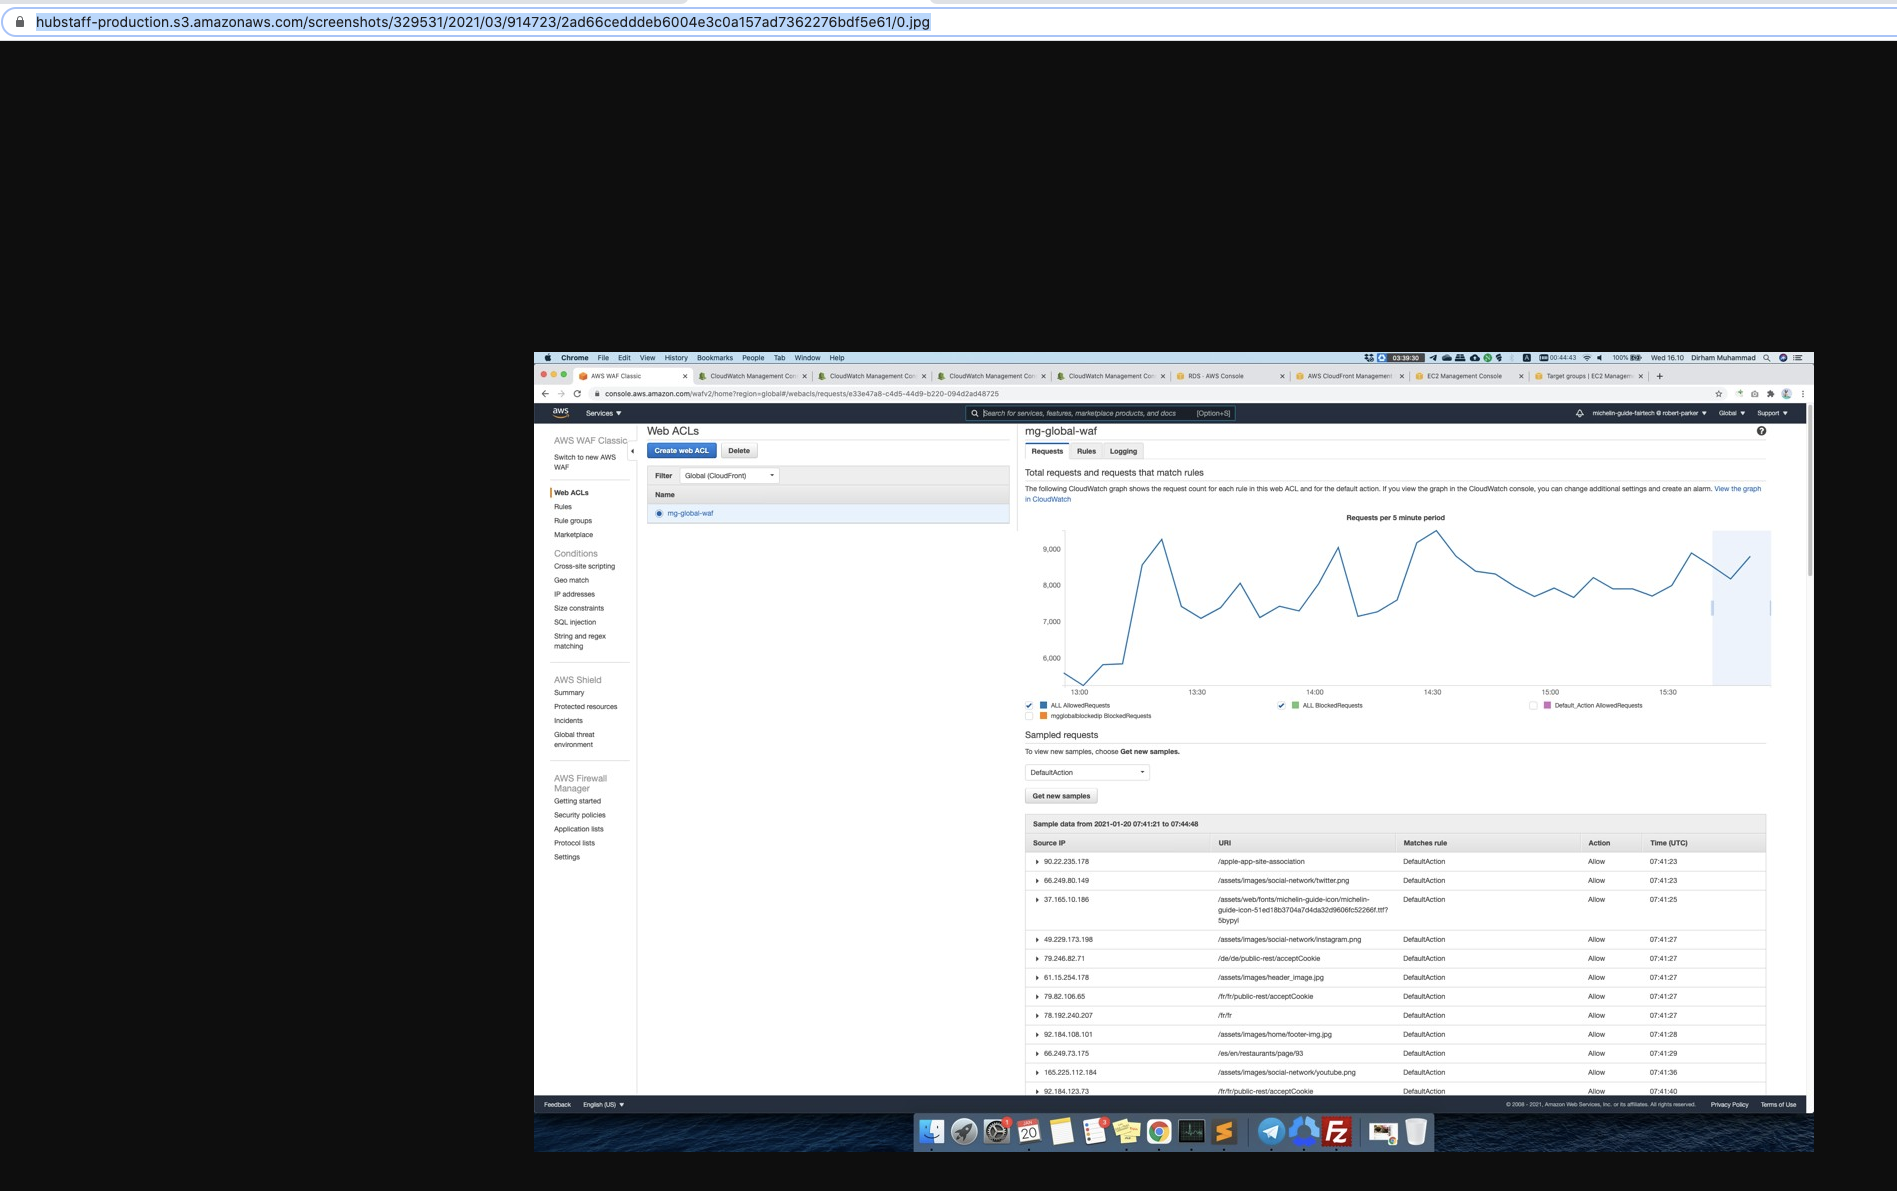 hubstaff-production.s3.amazonaws.com/screenshots/329531/2021/03/914723/2ad66cedddeb6004e3c0a157ad7362276bdf5e61/0.jpg
Chrome File Edit View History Bookmarks People Tab Window Help
03:39:30 00:44:43 100% Wed 16.10 Dirham Muhammad
AWS WAF Classic
CloudWatch Management Con
CloudWatch Management Con
CloudWatch Management Con
CloudWatch Management Con
RDS - AWS Console
AWS CloudFront Management
EC2 Management Console
Target groups | EC2 Managem
console.aws.amazon.com/wafv2/home?region=global#/webacls/requests/e33e47a8-c4d5-44d9-b220-094d2ad48725
aws Services
Search for services, features, marketplace products, and docs [Option+S]
michelin-guide-fairtech @ robert-parker Global Support
AWS WAF Classic
Switch to new AWS
WAF
Web ACLs
Rules
Rule groups
Marketplace
Conditions
Cross-site scripting
Geo match
IP addresses
Size constraints
SQL injection
String and regex
matching
AWS Shield
Summary
Protected resources
Incidents
Global threat
environment
AWS Firewall
Manager
Getting started
Security policies
Application lists
Protocol lists
Settings
Web ACLs
Create web ACL Delete
Filter Global (CloudFront)
Name
mg-global-waf
mg-global-waf
Requests Rules Logging
Total requests and requests that match rules
The following CloudWatch graph shows the request count for each rule in this web ACL and for the default action. If you view the graph in the CloudWatch console, you can change additional settings and create an alarm. View the graph
in CloudWatch
Requests per 5 minute period
9,000
8,000
7,000
6,000
13:00 13:30 14:00 14:30 15:00 15:30
ALL AllowedRequests ALL BlockedRequests Default_Action AllowedRequests
mgglobalblockedip BlockedRequests
Sampled requests
To view new samples, choose Get new samples.
DefaultAction
Get new samples
Sample data from 2021-01-20 07:41:21 to 07:44:48
Source IP URI Matches rule Action Time (UTC)
90.22.235.178 /apple-app-site-association DefaultAction Allow 07:41:23
66.249.80.149 /assets/images/social-network/twitter.png DefaultAction Allow 07:41:23
37.165.10.186 /assets/web/fonts/michelin-guide-icon/michelin- DefaultAction Allow 07:41:25
guide-icon-51ed18b3704a7d4da32d9606fc52266f.ttf?
5bypyl
49.229.173.198 /assets/images/social-network/instagram.png DefaultAction Allow 07:41:27
79.246.82.71 /de/de/public-rest/acceptCookie DefaultAction Allow 07:41:27
61.15.254.178 /assets/images/header_image.jpg DefaultAction Allow 07:41:27
79.82.106.65 /fr/fr/public-rest/acceptCookie DefaultAction Allow 07:41:27
78.192.240.207 /fr/fr DefaultAction Allow 07:41:27
92.184.108.101 /assets/images/home/footer-img.jpg DefaultAction Allow 07:41:28
66.249.73.175 /es/en/restaurants/page/93 DefaultAction Allow 07:41:29
165.225.112.184 /assets/images/social-network/youtube.png DefaultAction Allow 07:41:36
92.184.123.73 /fr/fr/public-rest/acceptCookie DefaultAction Allow 07:41:40
Feedback English (US)
© 2008 - 2021, Amazon Web Services, Inc. or its affiliates. All rights reserved. Privacy Policy Terms of Use
JAN
20
1
3
Fz